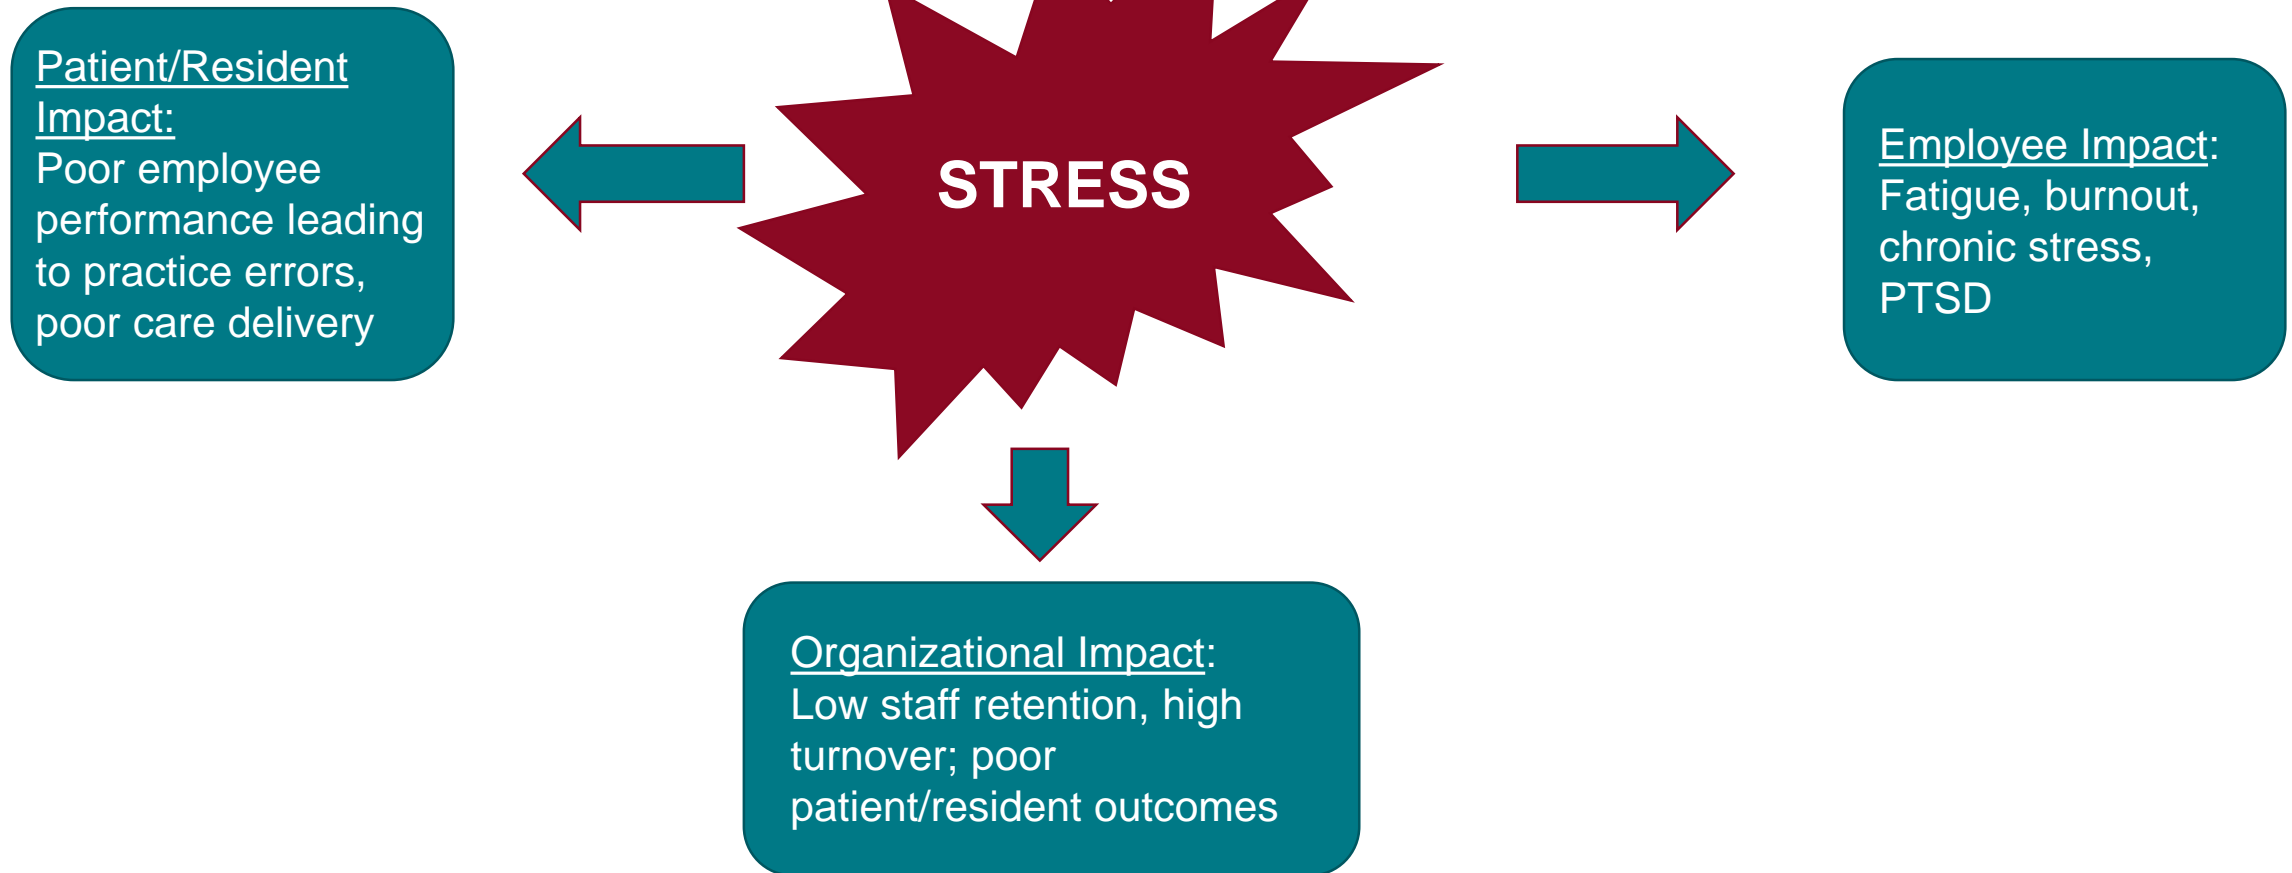 Patient/Resident
Impact:
Poor employee
performance leading
to practice errors,
poor care delivery
STRESS
Employee Impact:
Fatigue, burnout,
chronic stress,
PTSD
Organizational Impact:
Low staff retention, high
turnover; poor
patient/resident outcomes